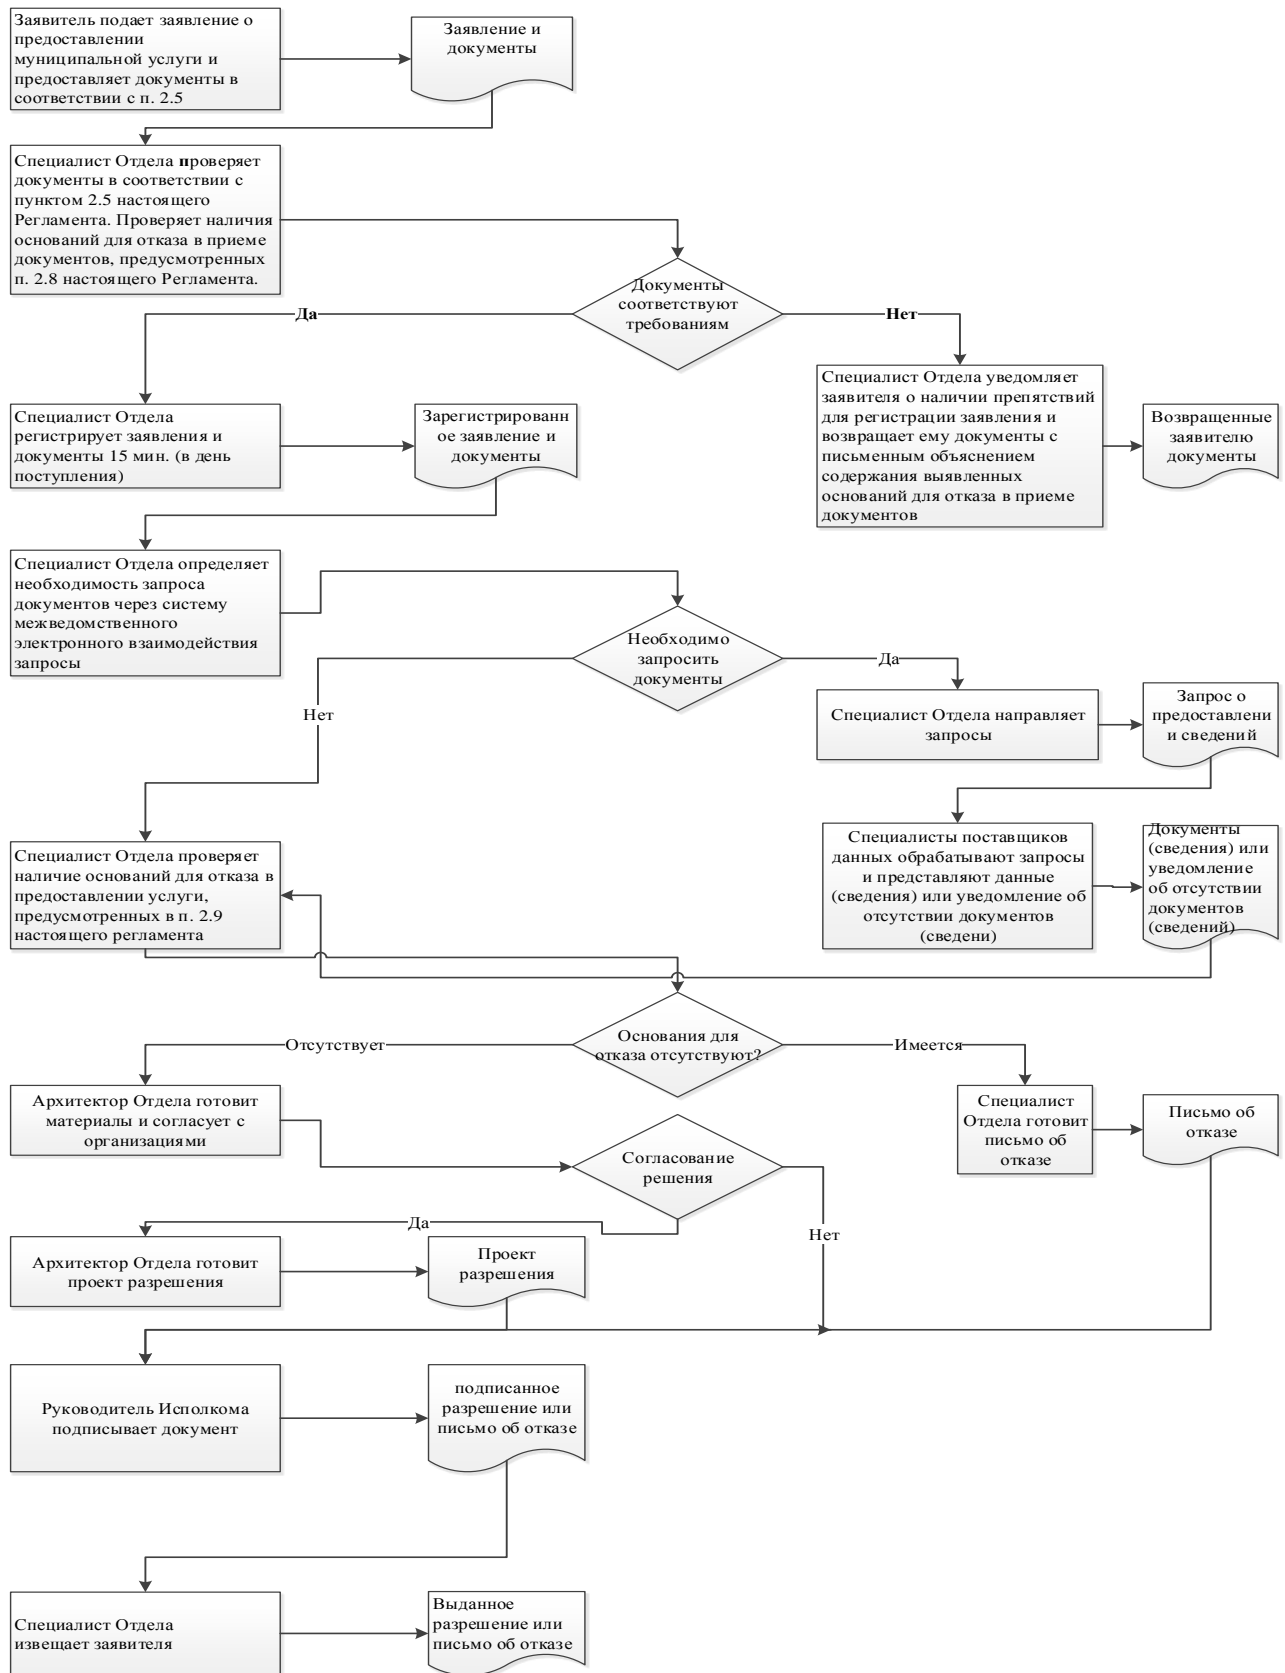 Заявитель подает заявление о
предоставлении
муниципальной услуги и
предоставляет документы в
соответствии с п. 2.5
Заявление и
документы
Специалист Отдела проверяет
документы в соответствии с
пунктом 2.5 настоящего
Регламента. Проверяет наличия
оснований для отказа в приеме
документов, предусмотренных
п. 2.8 настоящего Регламента.
Документы
соответствуют
требованиям
Да
Нет
Специалист Отдела
регистрирует заявления и
документы 15 мин. (в день
поступления)
Зарегистрированн
ое заявление и
документы
Специалист Отдела уведомляет
заявителя о наличии препятствий
для регистрации заявления и
возвращает ему документы с
письменным объяснением
содержания выявленных
оснований для отказа в приеме
документов
Возвращенные
заявителю
документы
Специалист Отдела определяет
необходимость запроса
документов через систему
межведомственного
электронного взаимодействия
запросы
Необходимо
запросить
документы
Да
Нет
Специалист Отдела направляет
запросы
Запрос о
предоставлени
и сведений
Специалист Отдела проверяет
наличие оснований для отказа в
предоставлении услуги,
предусмотренных в п. 2.9
настоящего регламента
Специалисты поставщиков
данных обрабатывают запросы
и представляют данные
(сведения) или уведомление об
отсутствии документов
(сведени)
Документы
(сведения) или
уведомление
об отсутствии
документов
(сведений)
Основания для
отказа отсутствуют?
Отсутствует
Имеется
Архитектор Отдела готовит
материалы и согласует с
организациями
Специалист
Отдела готовит
письмо об
отказе
Письмо об
отказе
Согласование
решения
Да
Нет
Архитектор Отдела готовит
проект разрешения
Проект
разрешения
Руководитель Исполкома
подписывает документ
подписанное
разрешение или
письмо об отказе
Специалист Отдела
извещает заявителя
Выданное
разрешение или
письмо об отказе